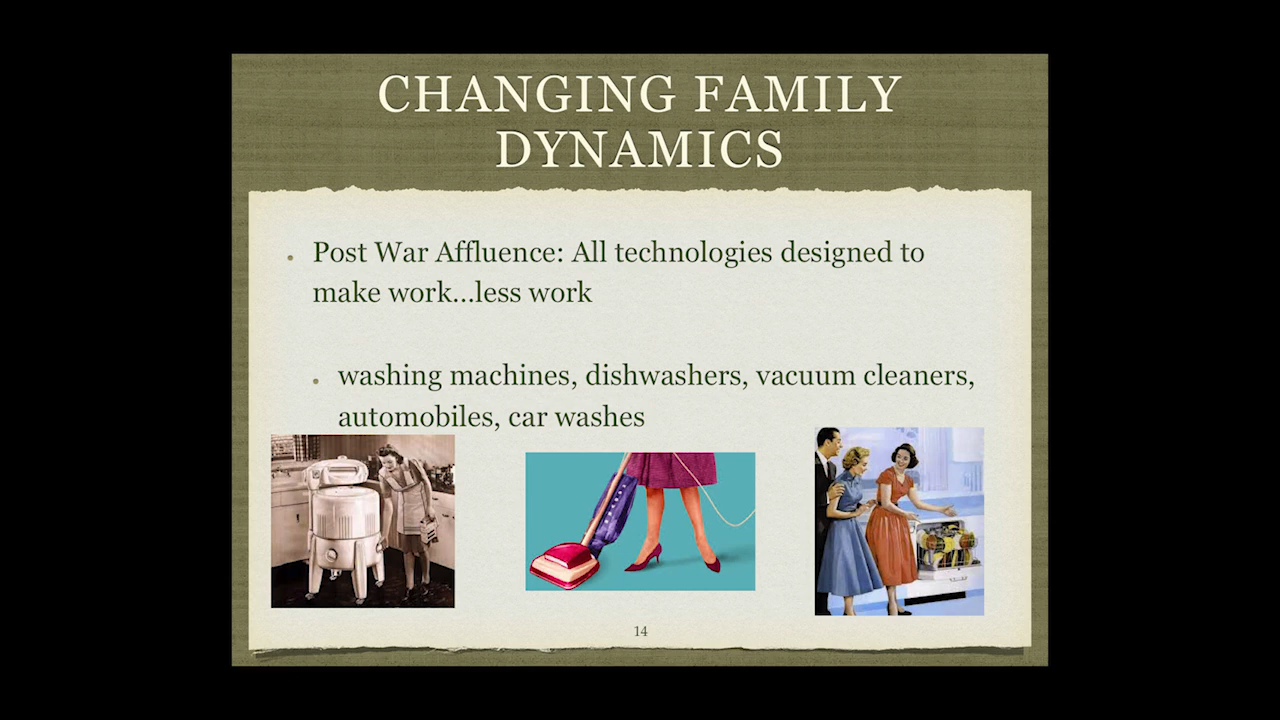 CHANGING FAMILY
DYNAMICS
Post War Affluence: All technologies designed to
make work...less work
washing machines, dishwashers, vacuum cleaners,
automobiles, car washes
14